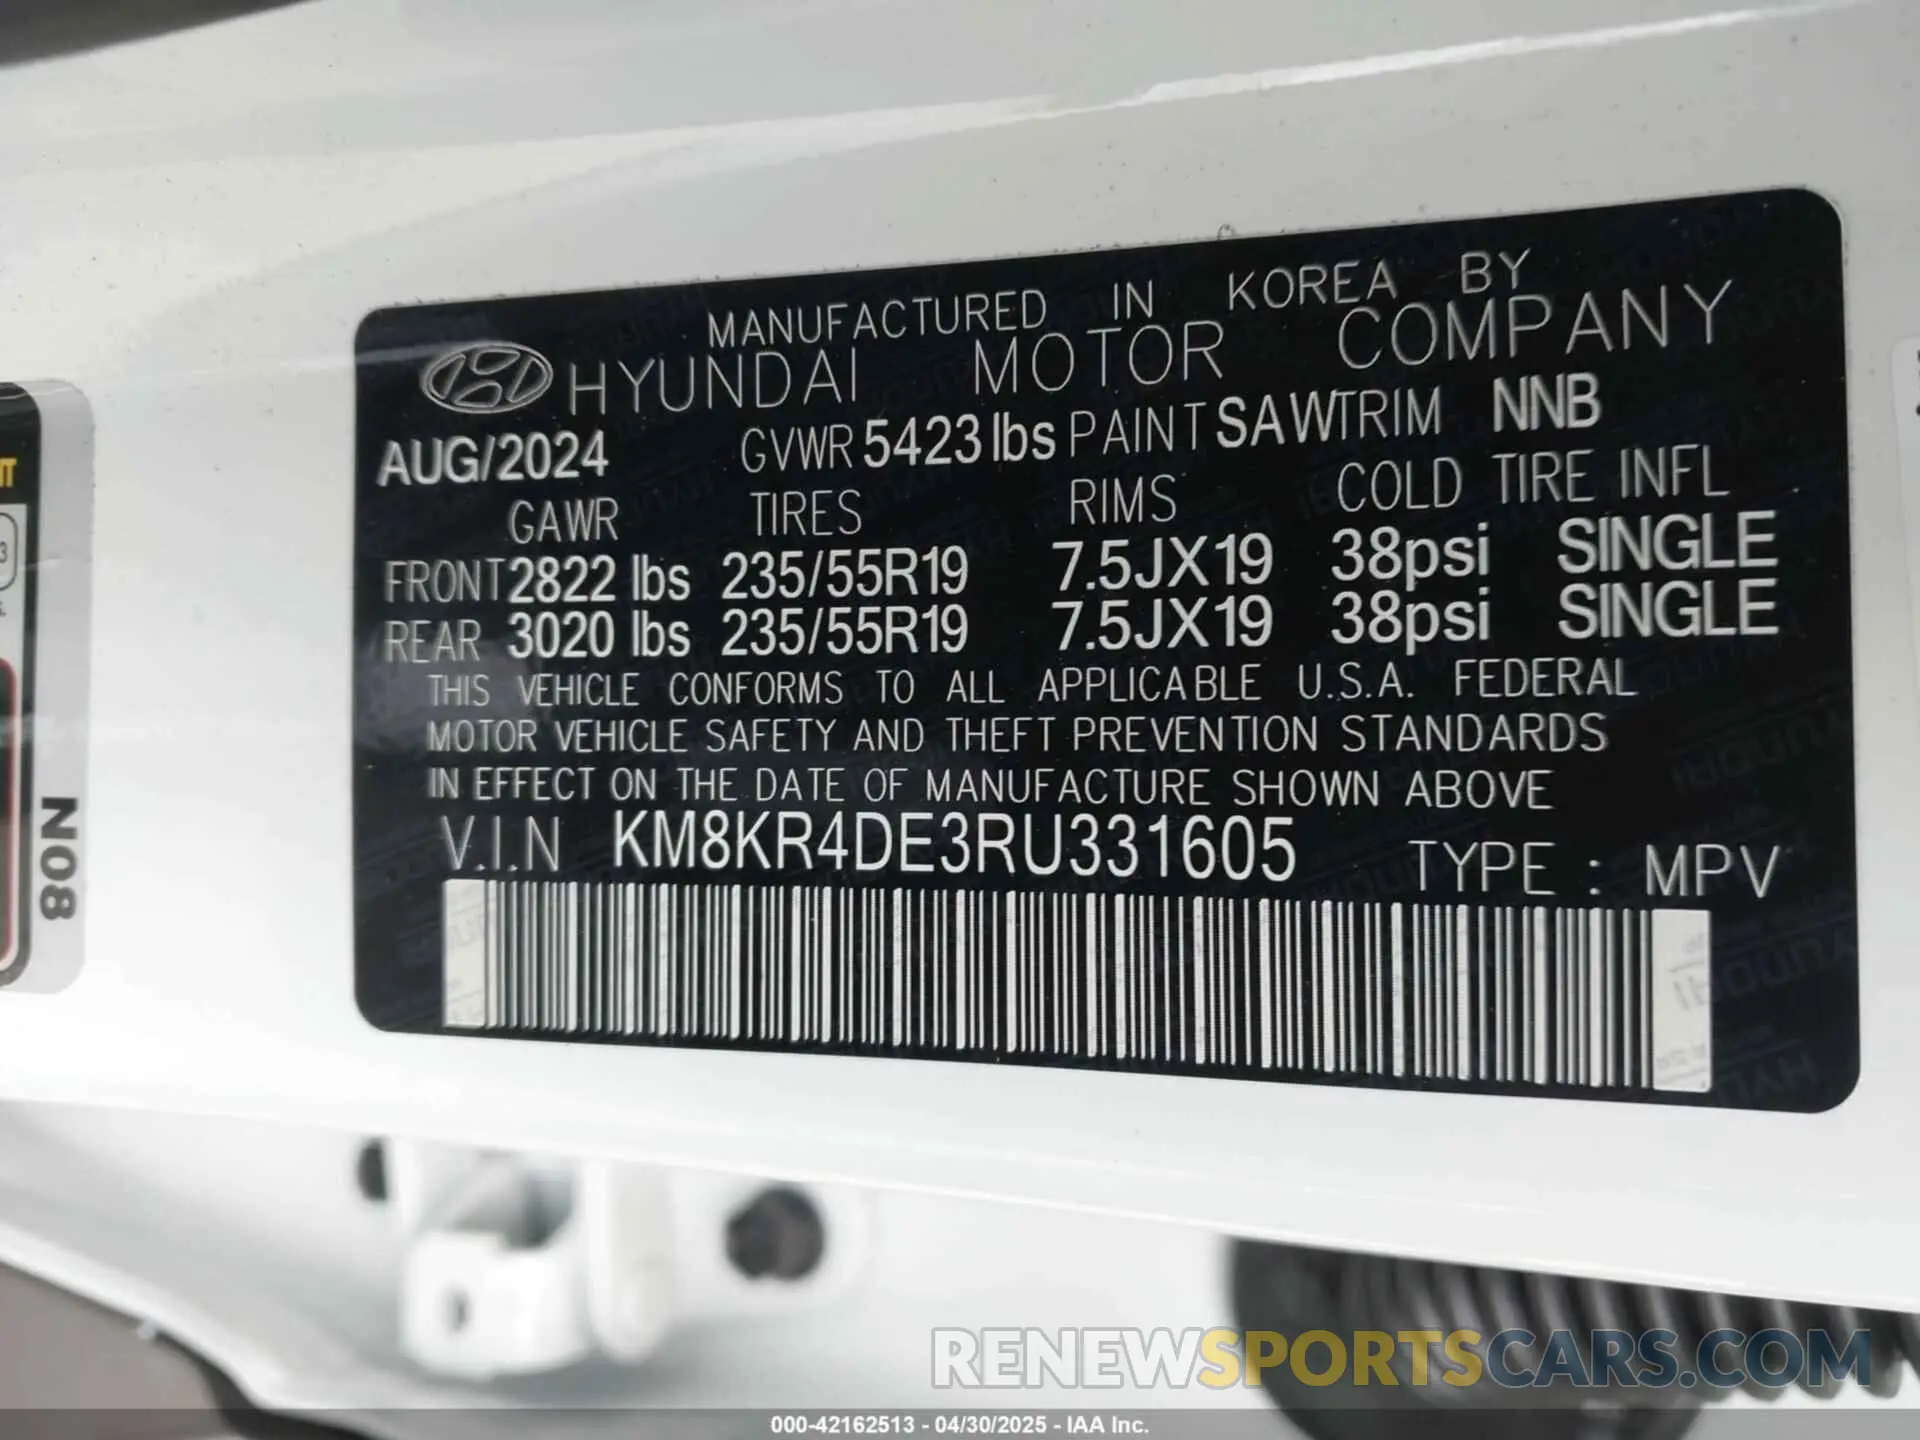 MANUFACTURED IN KOREA BY
HYUNDAI MOTOR COMPANY
AUG/2024 GVWR 5423 lbs PAINT SAW TRIM NNB
GAWR TIRES RIMS COLD TIRE INFL
FRONT 2822 lbs 235/55R19 7.5JX19 38psi SINGLE
REAR 3020 lbs 235/55R19 7.5JX19 38psi SINGLE
THIS VEHICLE CONFORMS TO ALL APPLICABLE U.S.A. FEDERAL
MOTOR VEHICLE SAFETY AND THEFT PREVENTION STANDARDS
IN EFFECT ON THE DATE OF MANUFACTURE SHOWN ABOVE
V.I.N KM8KR4DE3RU331605 TYPE : MPV
N08
RENEWSPORTSCARS.COM
000-42162513 - 04/30/2025 - IAA Inc.